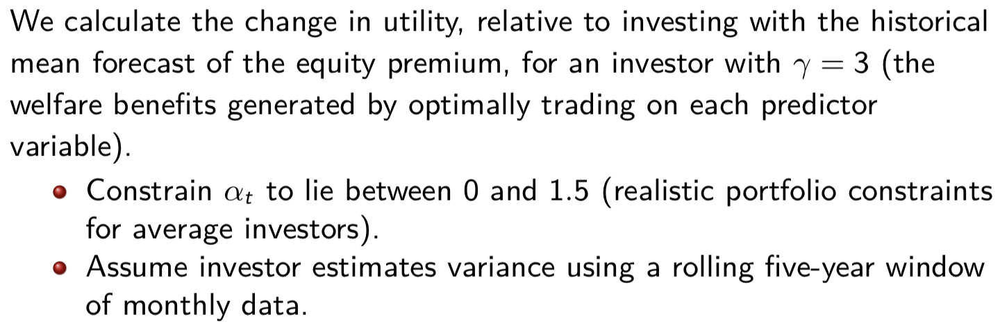 We calculate the change in utility, relative to investing with the historical
mean forecast of the equity premium, for an investor with γ = 3 (the
welfare benefits generated by optimally trading on each predictor
variable).
• Constrain αₜ to lie between 0 and 1.5 (realistic portfolio constraints
for average investors).
• Assume investor estimates variance using a rolling five-year window
of monthly data.